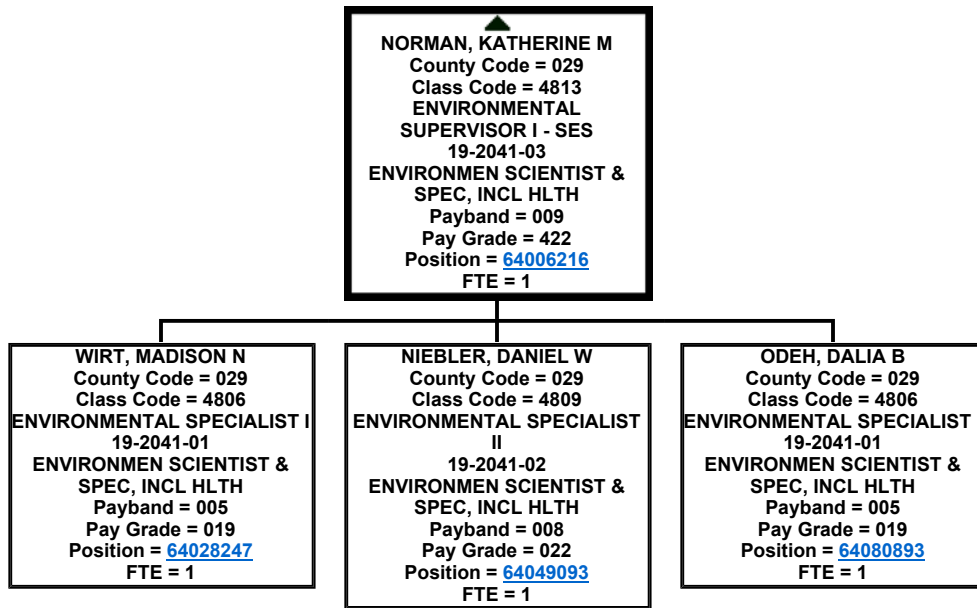 NORMAN, KATHERINE M
County Code = 029
Class Code = 4813
ENVIRONMENTAL
SUPERVISOR I - SES
19-2041-03
ENVIRONMEN SCIENTIST &
SPEC, INCL HLTH
Payband = 009
Pay Grade = 422
Position = 64006216
FTE = 1
WIRT, MADISON N
County Code = 029
Class Code = 4806
ENVIRONMENTAL SPECIALIST I
19-2041-01
ENVIRONMEN SCIENTIST &
SPEC, INCL HLTH
Payband = 005
Pay Grade = 019
Position = 64028247
FTE = 1
NIEBLER, DANIEL W
County Code = 029
Class Code = 4809
ENVIRONMENTAL SPECIALIST
II
19-2041-02
ENVIRONMEN SCIENTIST &
SPEC, INCL HLTH
Payband = 008
Pay Grade = 022
Position = 64049093
FTE = 1
ODEH, DALIA B
County Code = 029
Class Code = 4806
ENVIRONMENTAL SPECIALIST
19-2041-01
ENVIRONMEN SCIENTIST &
SPEC, INCL HLTH
Payband = 005
Pay Grade = 019
Position = 64080893
FTE = 1